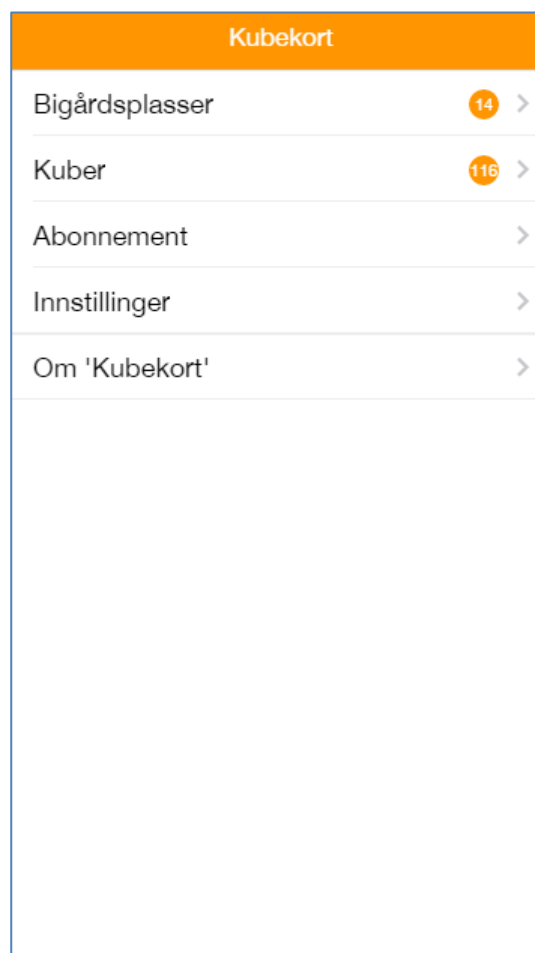 Kubekort
Bigårdsplasser 14
Kuber 116
Abonnement
Innstillinger
Om 'Kubekort'